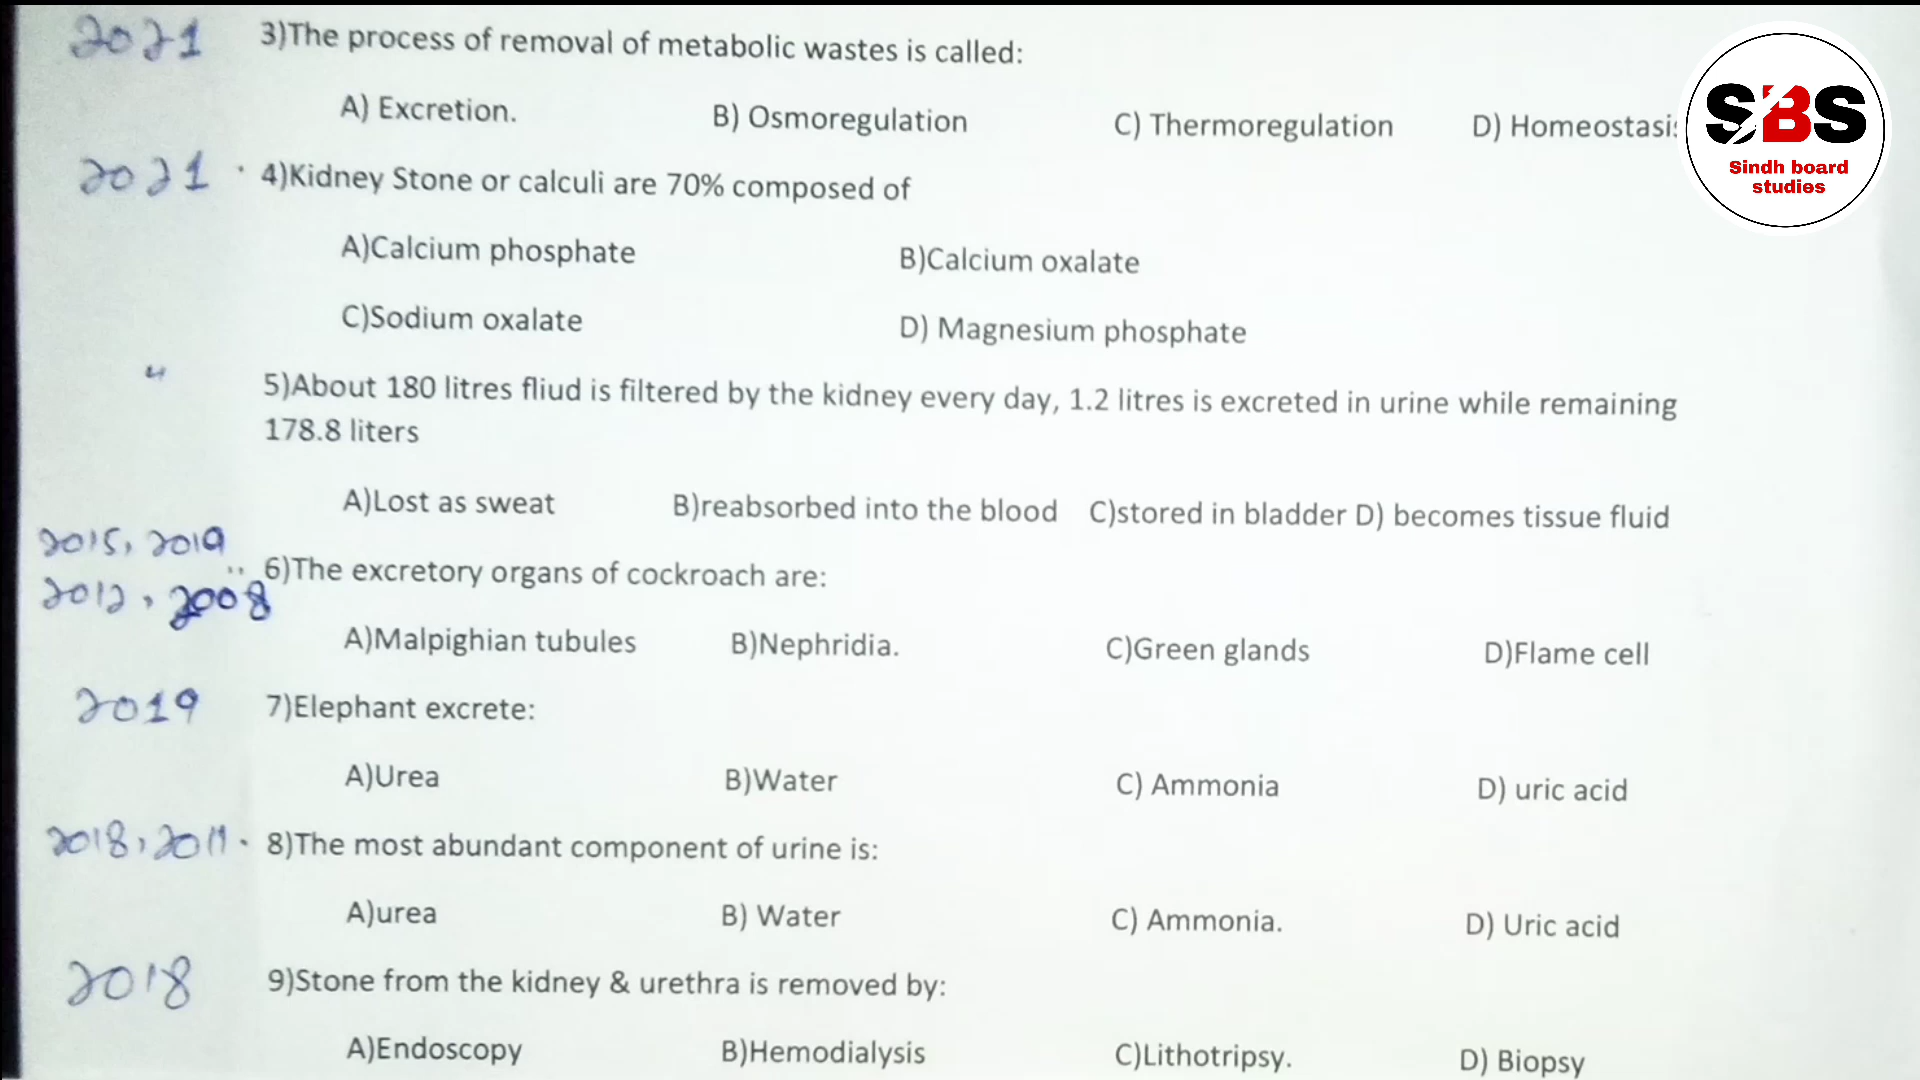 2021 3)The process of removal of metabolic wastes is called:
A) Excretion. B) Osmoregulation C) Thermoregulation D) Homeostasis
SBS
Sindh board
studies
2021 4)Kidney Stone or calculi are 70% composed of
A)Calcium phosphate B)Calcium oxalate
C)Sodium oxalate D) Magnesium phosphate
5)About 180 litres fliud is filtered by the kidney every day, 1.2 litres is excreted in urine while remaining
178.8 liters
A)Lost as sweat B)reabsorbed into the blood C)stored in bladder D) becomes tissue fluid
2015, 2019
2012, 2008 6)The excretory organs of cockroach are:
A)Malpighian tubules B)Nephridia. C)Green glands D)Flame cell
2019 7)Elephant excrete:
A)Urea B)Water C) Ammonia D) uric acid
2018, 2011 8)The most abundant component of urine is:
A)urea B) Water C) Ammonia. D) Uric acid
2018 9)Stone from the kidney & urethra is removed by:
A)Endoscopy B)Hemodialysis C)Lithotripsy. D) Biopsy